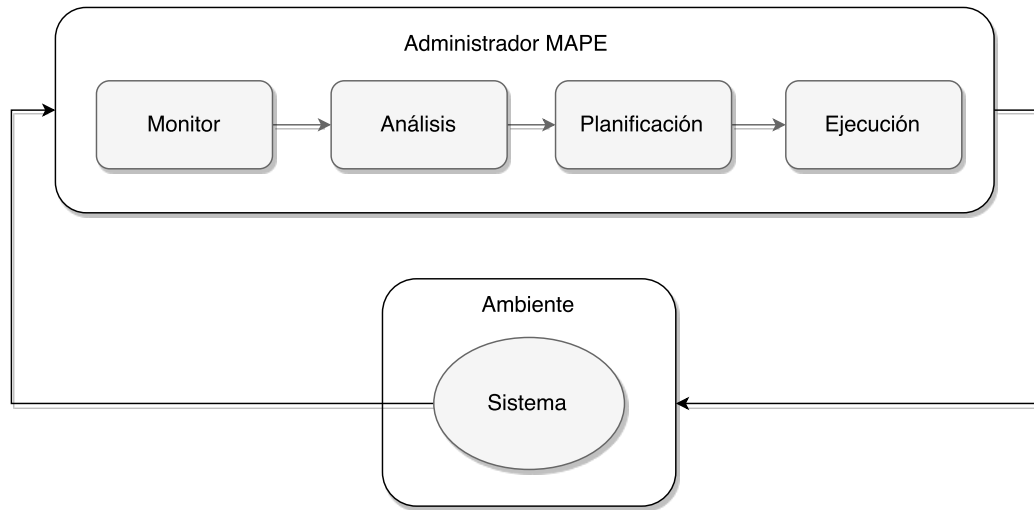 Administrador MAPE
Monitor
Análisis
Planificación
Ejecución
Ambiente
Sistema